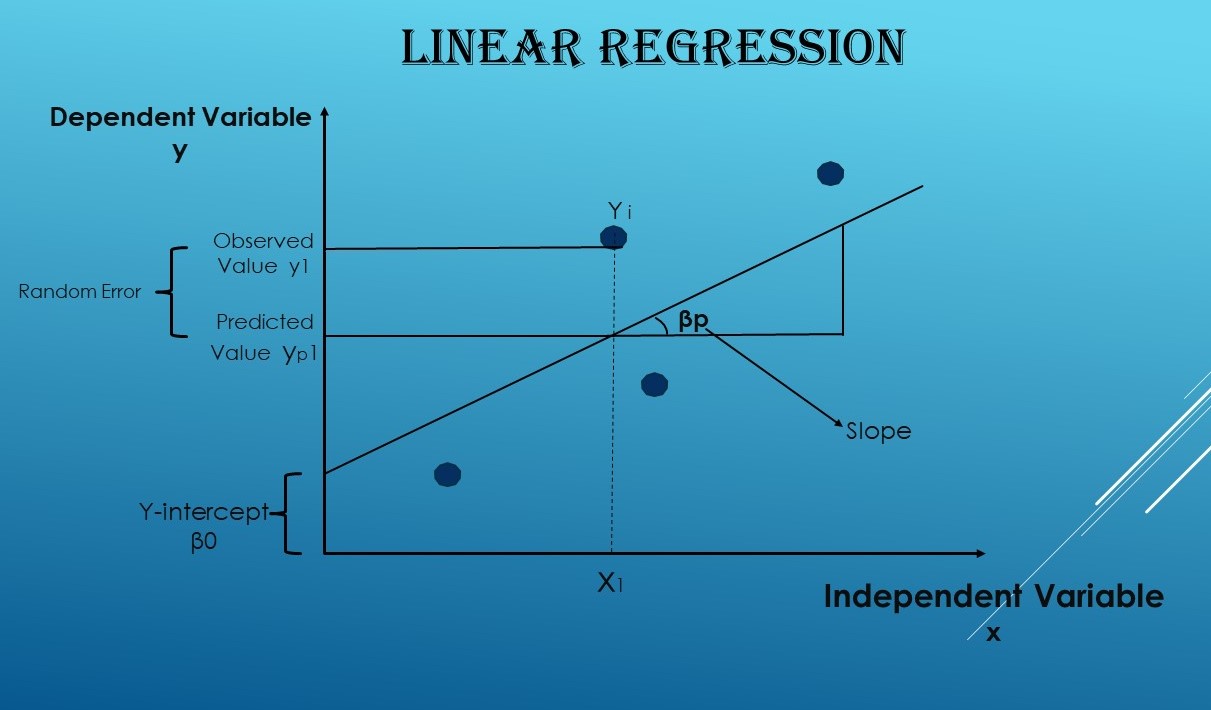 LINEAR REGRESSION
Dependent Variable
y
Y i
Observed
Value y1
Random Error
Predicted
Value yp1
βp
Slope
Y-intercept
β0
X1
Independent Variable
x